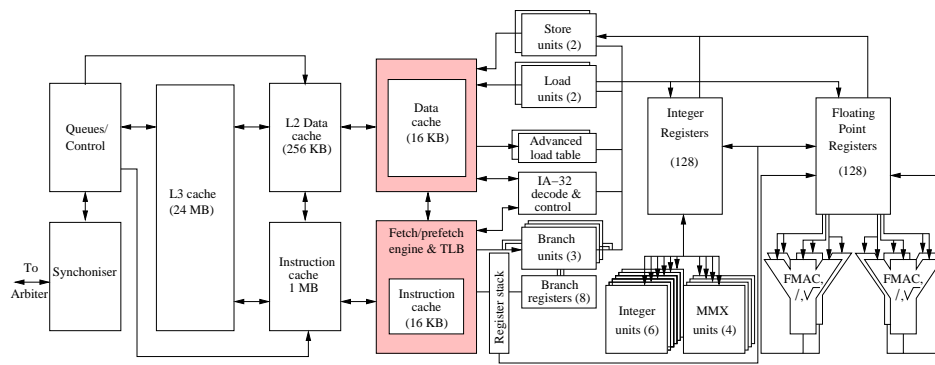 Store
units (2)
Load
units (2)
Data
cache
(16 KB)
Advanced
load table
IA−32
decode &
control
Queues/
Control
L2 Data
cache
(256 KB)
L3 cache
(24 MB)
Integer
Registers
(128)
Floating
Point
Registers
(128)
To
Arbiter
Synchoniser
Instruction
cache
1 MB
Fetch/prefetch
engine & TLB
Instruction
cache
(16 KB)
Branch
units (3)
Branch
registers (8)
Register stack
Integer
units (6)
MMX
units (4)
FMAC,
/,√
FMAC,
/,√